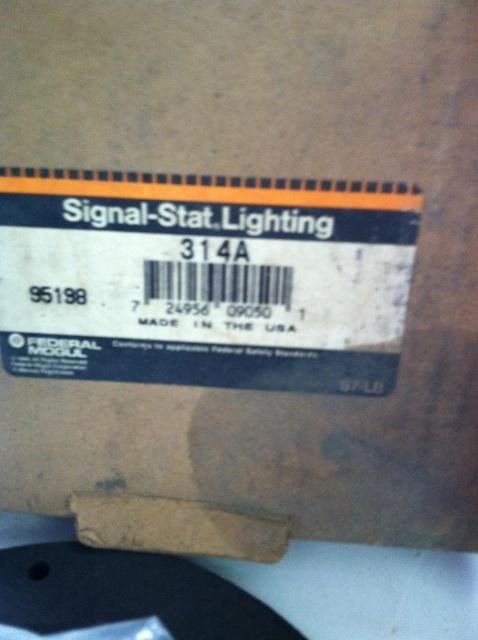 Signal-Stat. Lighting
314A
95198
7 24956 09050 1
MADE IN THE USA
FEDERAL
MOGUL
Conforms to applicable Federal Safety Standards